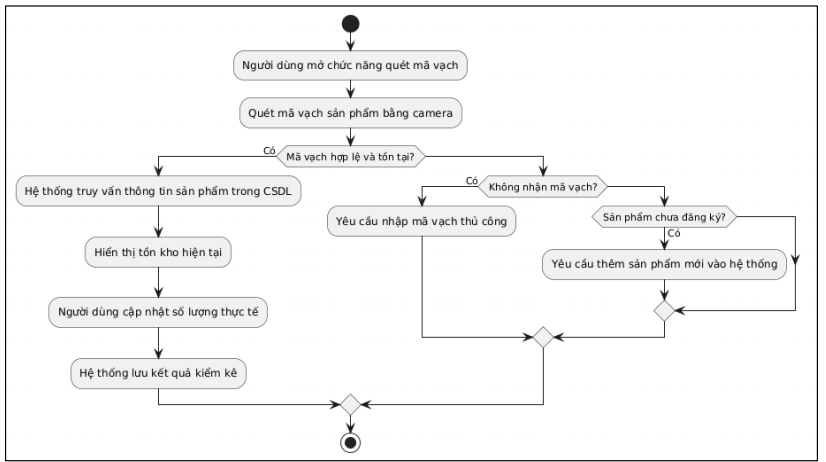 Người dùng mở chức năng quét mã vạch
Quét mã vạch sản phẩm bằng camera
Có
Mã vạch hợp lệ và tồn tại?
Hệ thống truy vấn thông tin sản phẩm trong CSDL
Hiển thị tồn kho hiện tại
Người dùng cập nhật số lượng thực tế
Hệ thống lưu kết quả kiểm kê
Có
Không nhận mã vạch?
Yêu cầu nhập mã vạch thủ công
Sản phẩm chưa đăng ký?
Có
Yêu cầu thêm sản phẩm mới vào hệ thống